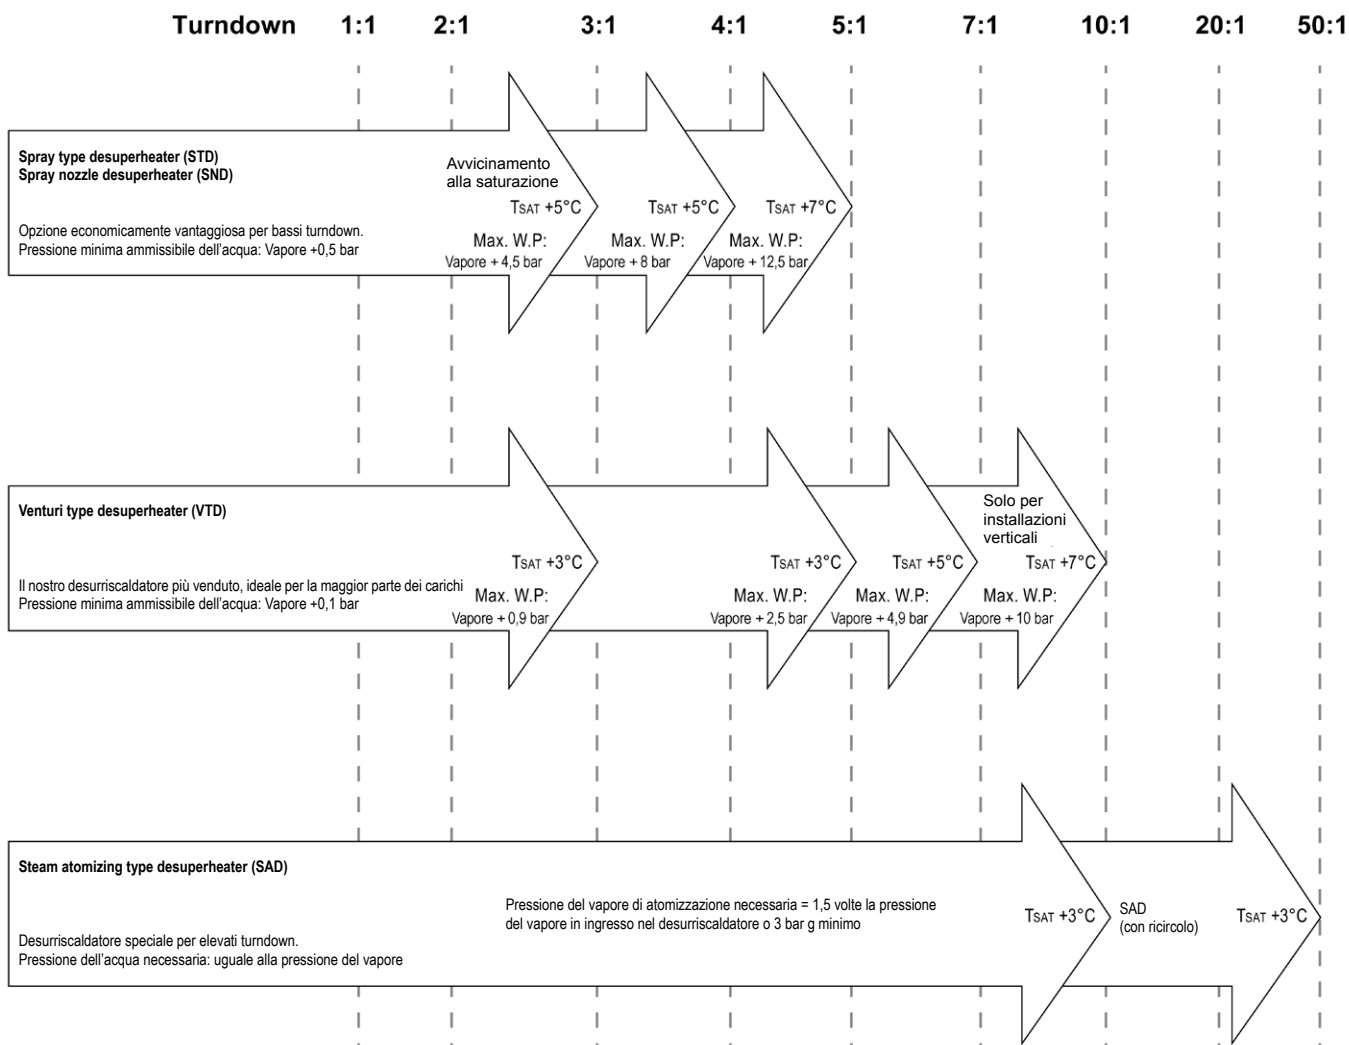 Turndown 1:1 2:1 3:1 4:1 5:1 7:1 10:1 20:1 50:1
Spray type desuperheater (STD)
Spray nozzle desuperheater (SND)
Opzione economicamente vantaggiosa per bassi turndown.
Pressione minima ammissibile dell'acqua: Vapore +0,5 bar
Avvicinamento
alla saturazione
TSAT +5°C
Max. W.P:
Vapore + 4,5 bar
TSAT +5°C
Max. W.P:
Vapore + 8 bar
TSAT +7°C
Max. W.P:
Vapore + 12,5 bar
Venturi type desuperheater (VTD)
Il nostro desurriscaldatore più venduto, ideale per la maggior parte dei carichi
Pressione minima ammissibile dell'acqua: Vapore +0,1 bar
TSAT +3°C
Max. W.P:
Vapore + 0,9 bar
TSAT +3°C
Max. W.P:
Vapore + 2,5 bar
TSAT +5°C
Max. W.P:
Vapore + 4,9 bar
Solo per
installazioni
verticali
TSAT +7°C
Max. W.P:
Vapore + 10 bar
Steam atomizing type desuperheater (SAD)
Desurriscaldatore speciale per elevati turndown.
Pressione dell'acqua necessaria: uguale alla pressione del vapore
Pressione del vapore di atomizzazione necessaria = 1,5 volte la pressione
del vapore in ingresso nel desurriscaldatore o 3 bar g minimo
TSAT +3°C
SAD
(con ricircolo)
TSAT +3°C